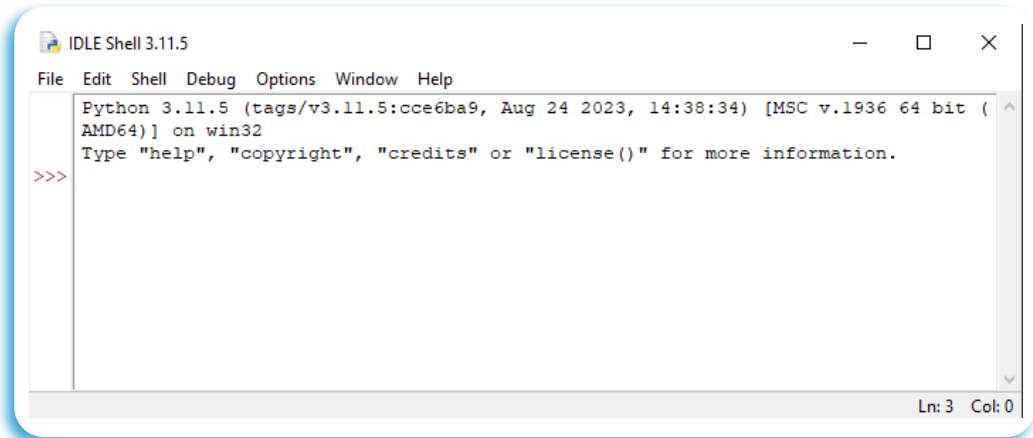 IDLE Shell 3.11.5
File Edit Shell Debug Options Window Help
Python 3.11.5 (tags/v3.11.5:cce6ba9, Aug 24 2023, 14:38:34) [MSC v.1936 64 bit (
AMD64)] on win32
Type "help", "copyright", "credits" or "license()" for more information.
>>>
Ln: 3 Col: 0